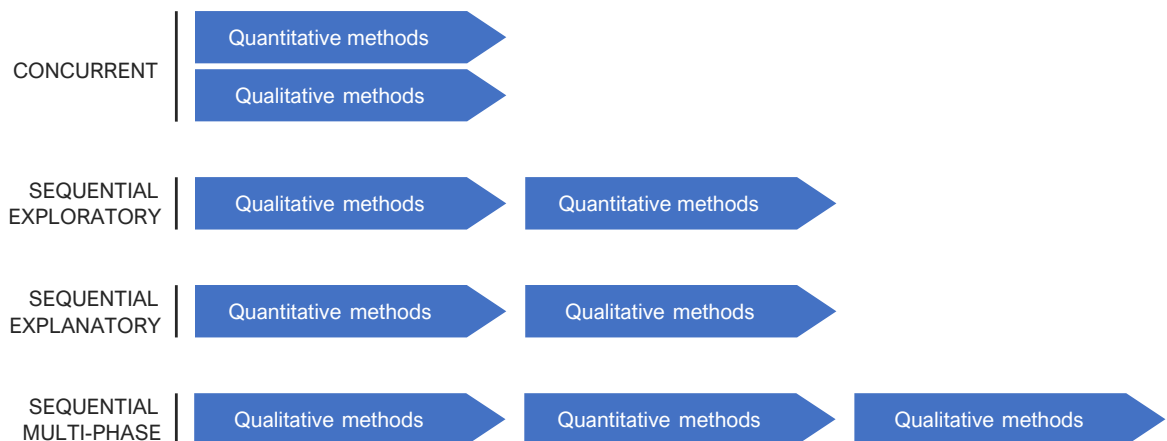 CONCURRENT
Quantitative methods
Qualitative methods
SEQUENTIAL
EXPLORATORY
Qualitative methods
Quantitative methods
SEQUENTIAL
EXPLANATORY
Quantitative methods
Qualitative methods
SEQUENTIAL
MULTI-PHASE
Qualitative methods
Quantitative methods
Qualitative methods